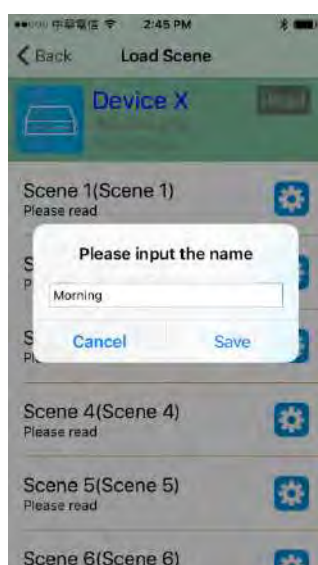 中華電信 2:45 PM
Back Load Scene
Device X
Read
Scene 1(Scene 1)
Please read
Please input the name
Morning
Cancel Save
Scene 4(Scene 4)
Please read
Scene 5(Scene 5)
Please read
Scene 6(Scene 6)